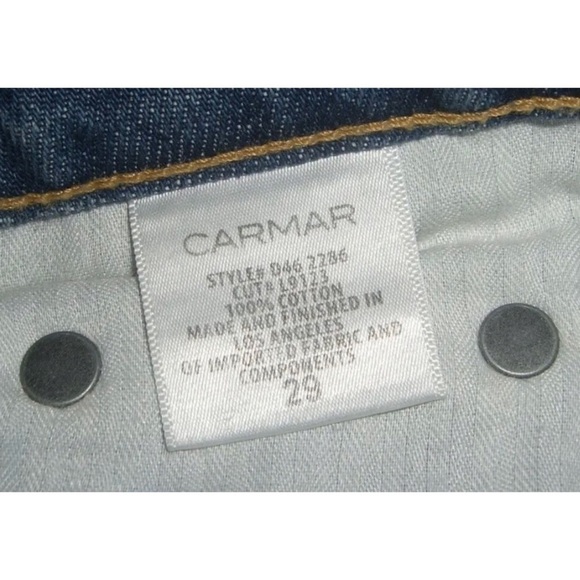 CARMAR
STYLE# D46 2286
CUT# L9123
100% COTTON
MADE AND FINISHED IN
LOS ANGELES
OF IMPORTED FABRIC AND
COMPONENTS
29